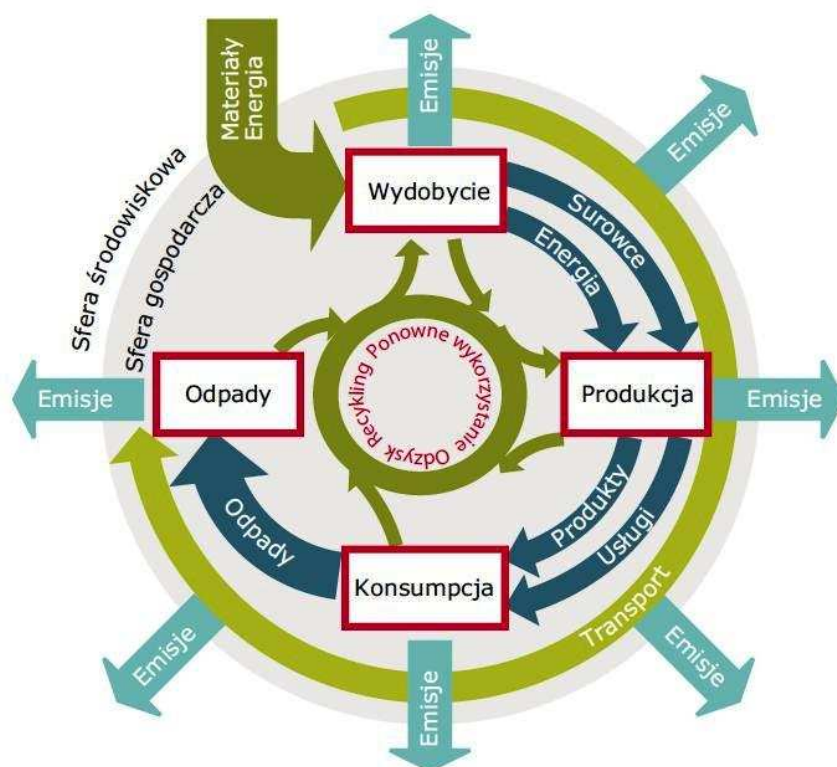 Materiały
Energia
Emisje
Emisje
Sfera środowiskowa
Sfera gospodarcza
Wydobycie
Surowce
Energia
Recykling Ponowne wykorzystanie Odzysk
Emisje
Odpady
Produkcja
Emisje
Odpady
Produkty
Usługi
Konsumpcja
Transport
Emisje
Emisje
Emisje